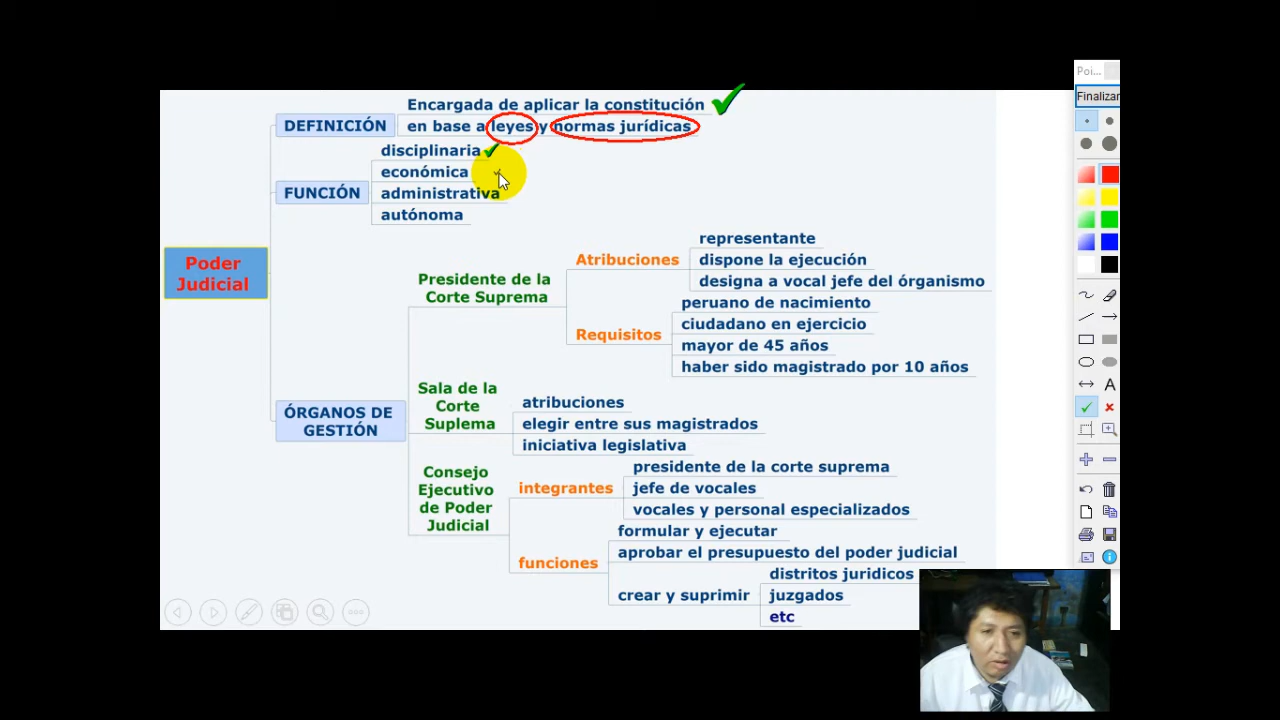 Poi...
Finalizar
Encargada de aplicar la constitución
DEFINICIÓN
en base a leyes y normas jurídicas
disciplinaria
económica
FUNCIÓN
administrativa
autónoma
Poder
Judicial
representante
Atribuciones
dispone la ejecución
Presidente de la
Corte Suprema
designa a vocal jefe del órganismo
peruano de nacimiento
ciudadano en ejercicio
Requisitos
mayor de 45 años
haber sido magistrado por 10 años
ÓRGANOS DE
GESTIÓN
Sala de la
Corte
Suplema
atribuciones
elegir entre sus magistrados
iniciativa legislativa
Consejo
Ejecutivo
de Poder
Judicial
integrantes
presidente de la corte suprema
jefe de vocales
vocales y personal especializados
funciones
formular y ejecutar
aprobar el presupuesto del poder judicial
crear y suprimir
distritos juridicos
juzgados
etc
A